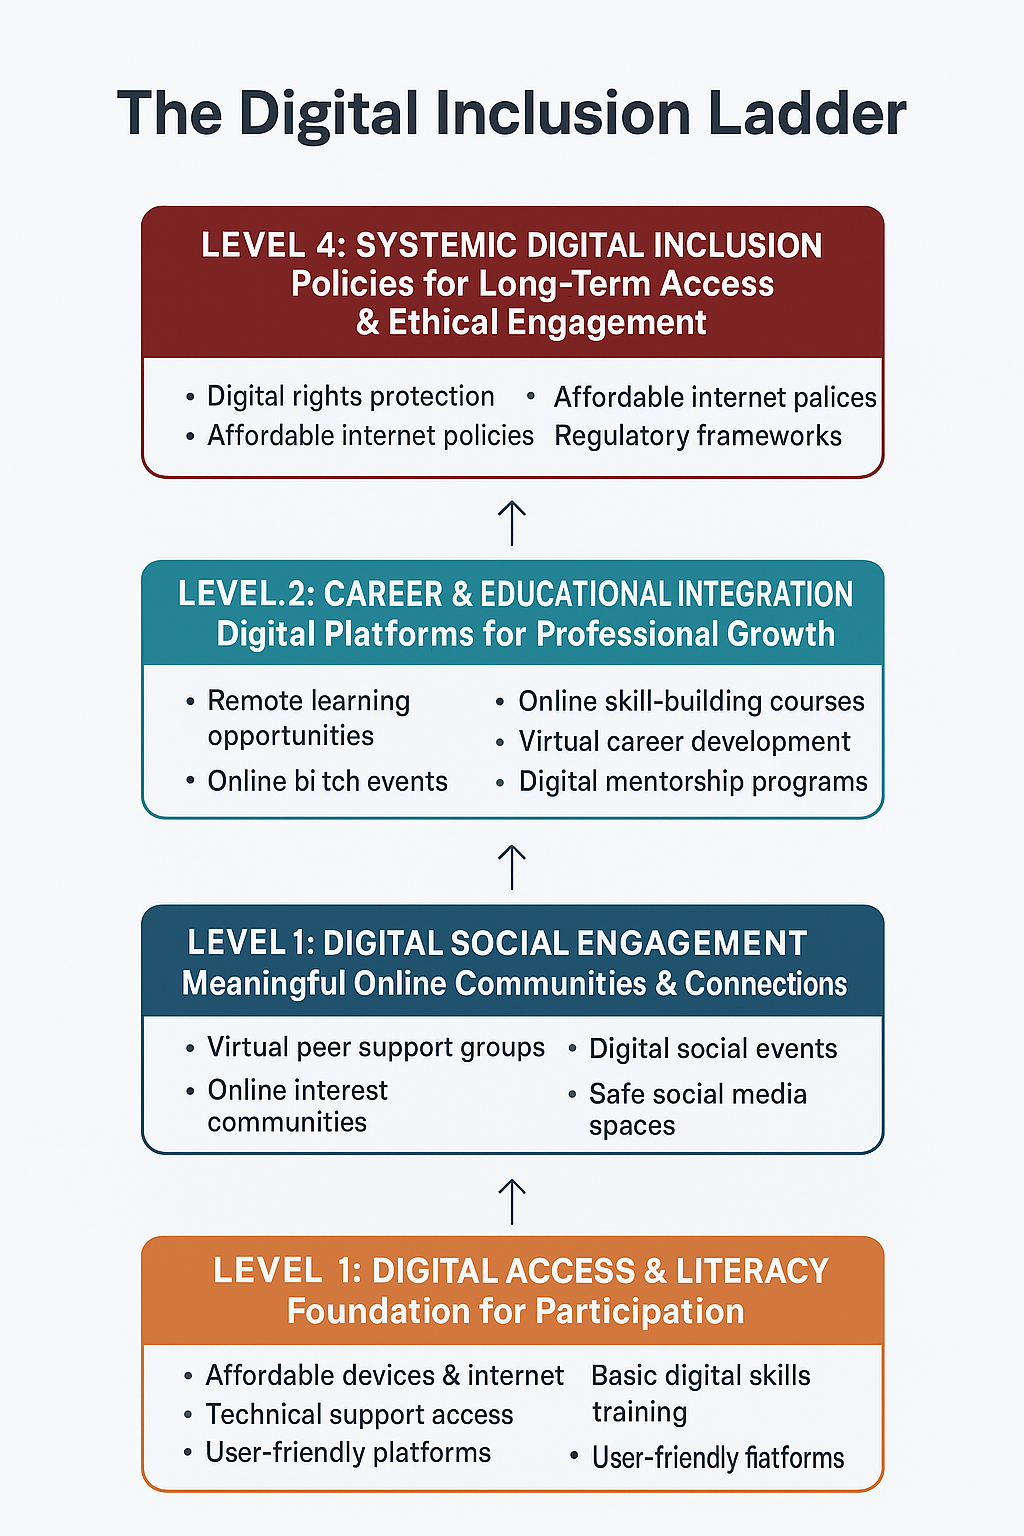 The Digital Inclusion Ladder
LEVEL 4: SYSTEMIC DIGITAL INCLUSION
Policies for Long-Term Access
& Ethical Engagement
• Digital rights protection
• Affordable internet policies
• Affordable internet palices
Regulatory frameworks
LEVEL.2: CAREER & EDUCATIONAL INTEGRATION
Digital Platforms for Professional Growth
• Remote learning
opportunities
• Online bi tch events
• Online skill-building courses
• Virtual career development
• Digital mentorship programs
LEVEL 1: DIGITAL SOCIAL ENGAGEMENT
Meaningful Online Communities & Connections
• Virtual peer support groups
• Online interest
communities
• Digital social events
• Safe social media
spaces
LEVEL 1: DIGITAL ACCESS & LITERACY
Foundation for Participation
• Affordable devices & internet
• Technical support access
• User-friendly platforms
Basic digital skills
training
• User-friendly fiatforms